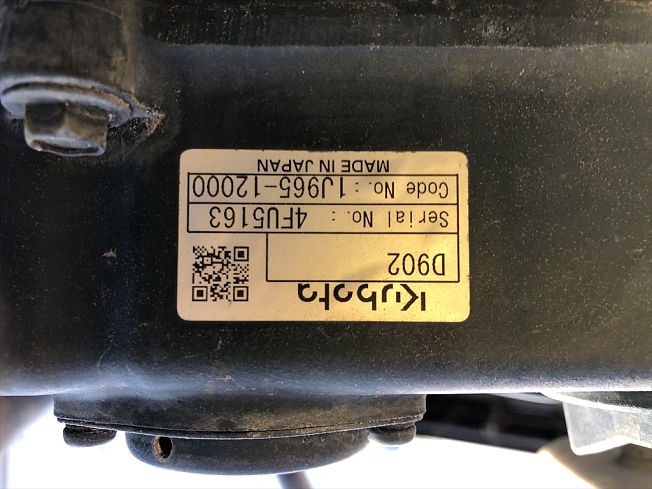 Kubota
D902
Serial No. : 4FU5163
Code No. : 1J965-12000
MADE IN JAPAN